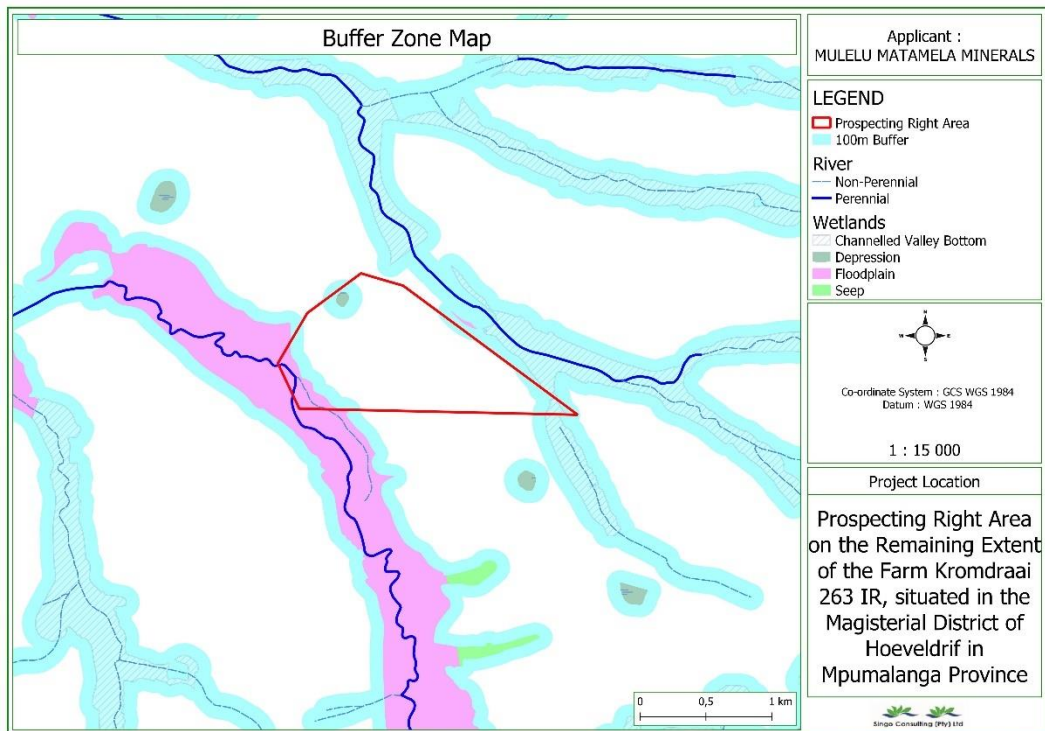 Buffer Zone Map
Applicant :
MULELU MATAMELA MINERALS
LEGEND
Prospecting Right Area
100m Buffer
River
Non-Perennial
Perennial
Wetlands
Channelled Valley Bottom
Depression
Floodplain
Seep
N
W E
S
Co-ordinate System : GCS WGS 1984
Datum : WGS 1984
1 : 15 000
Project Location
Prospecting Right Area
on the Remaining Extent
of the Farm Kromdraai
263 IR, situated in the
Magisterial District of
Hoeveldrif in
Mpumalanga Province
0 0,5 1 km
Singo Consulting (Pty) Ltd